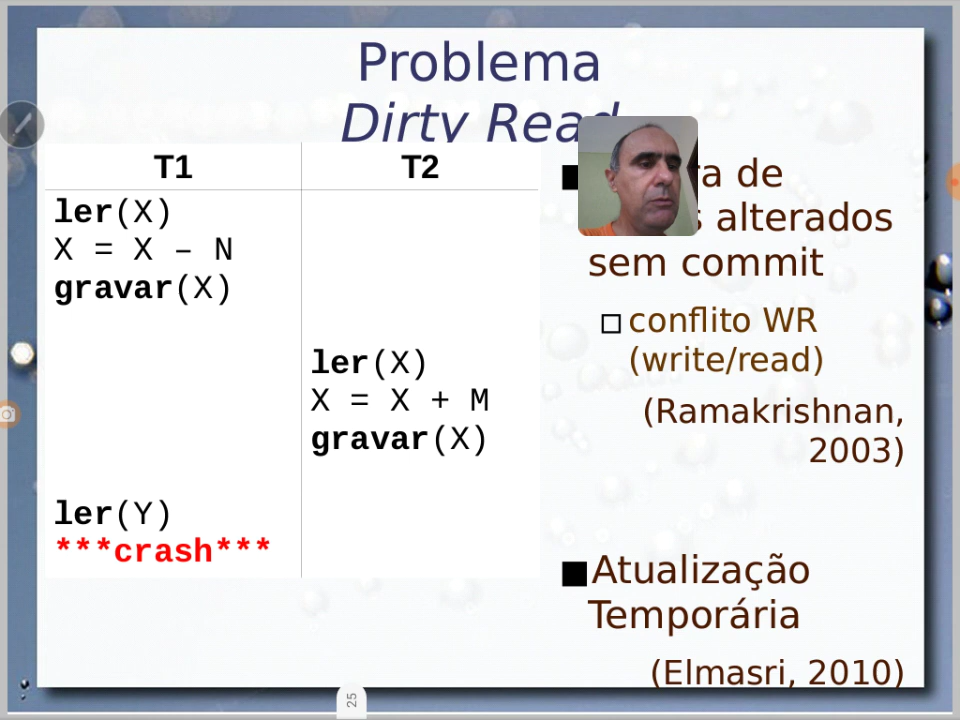 Problema
Dirty Read
T1 T2
ler(X)
X = X – N
gravar(X)
ler(X)
X = X + M
gravar(X)
ler(Y)
***crash***
de
alterados
sem commit
conflito WR
(write/read)
(Ramakrishnan,
2003)
Atualização
Temporária
(Elmasri, 2010)
25